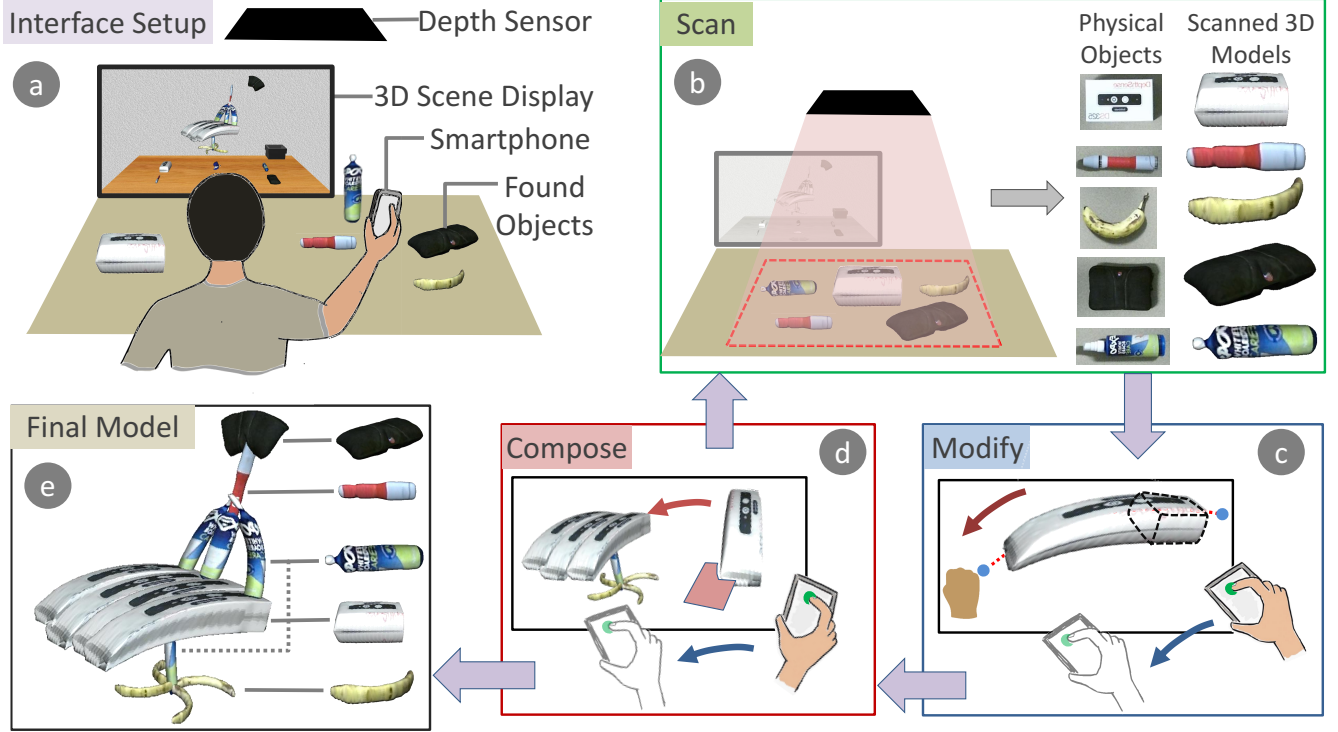 Interface Setup
Depth Sensor
a
3D Scene Display
Smartphone
Found
Objects
Scan
b
Physical
Objects
Scanned 3D
Models
Final Model
e
Compose
d
Modify
c